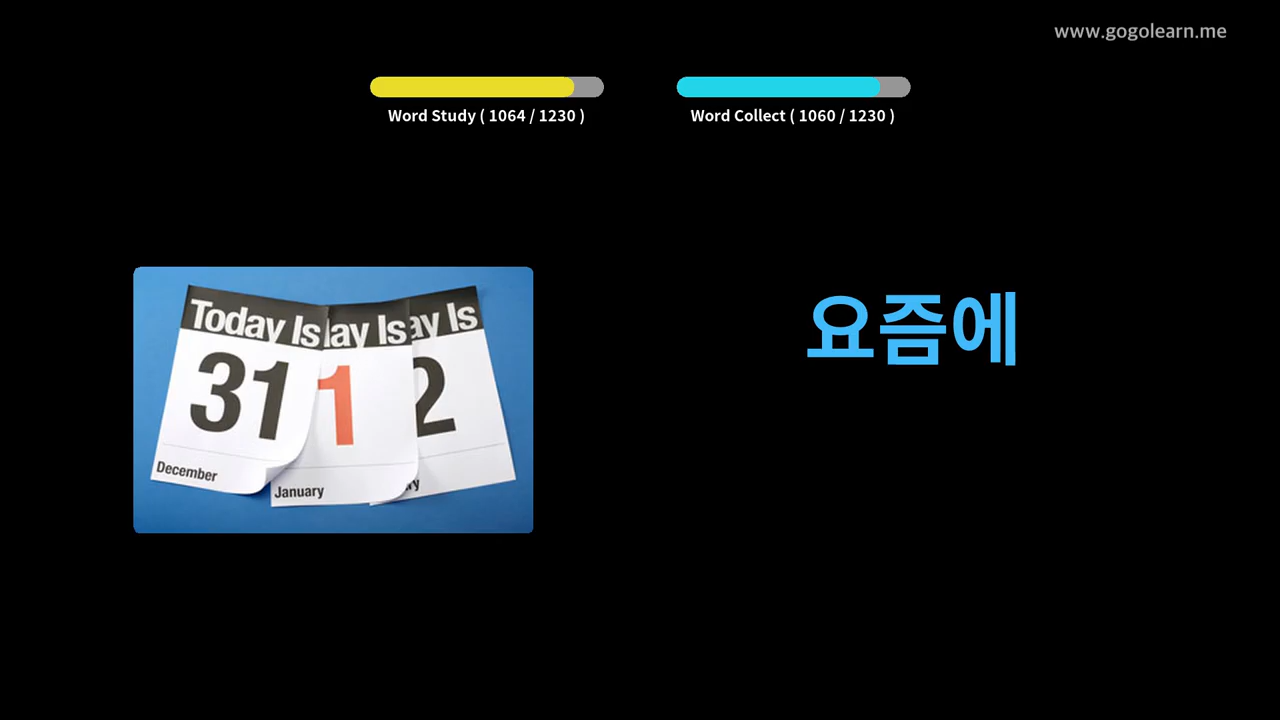 www.gogolearn.me
Word Study ( 1064 / 1230 )
Word Collect ( 1060 / 1230 )
요즘에
Today Is
31
December
ay Is
1
January
ay Is
2
ry